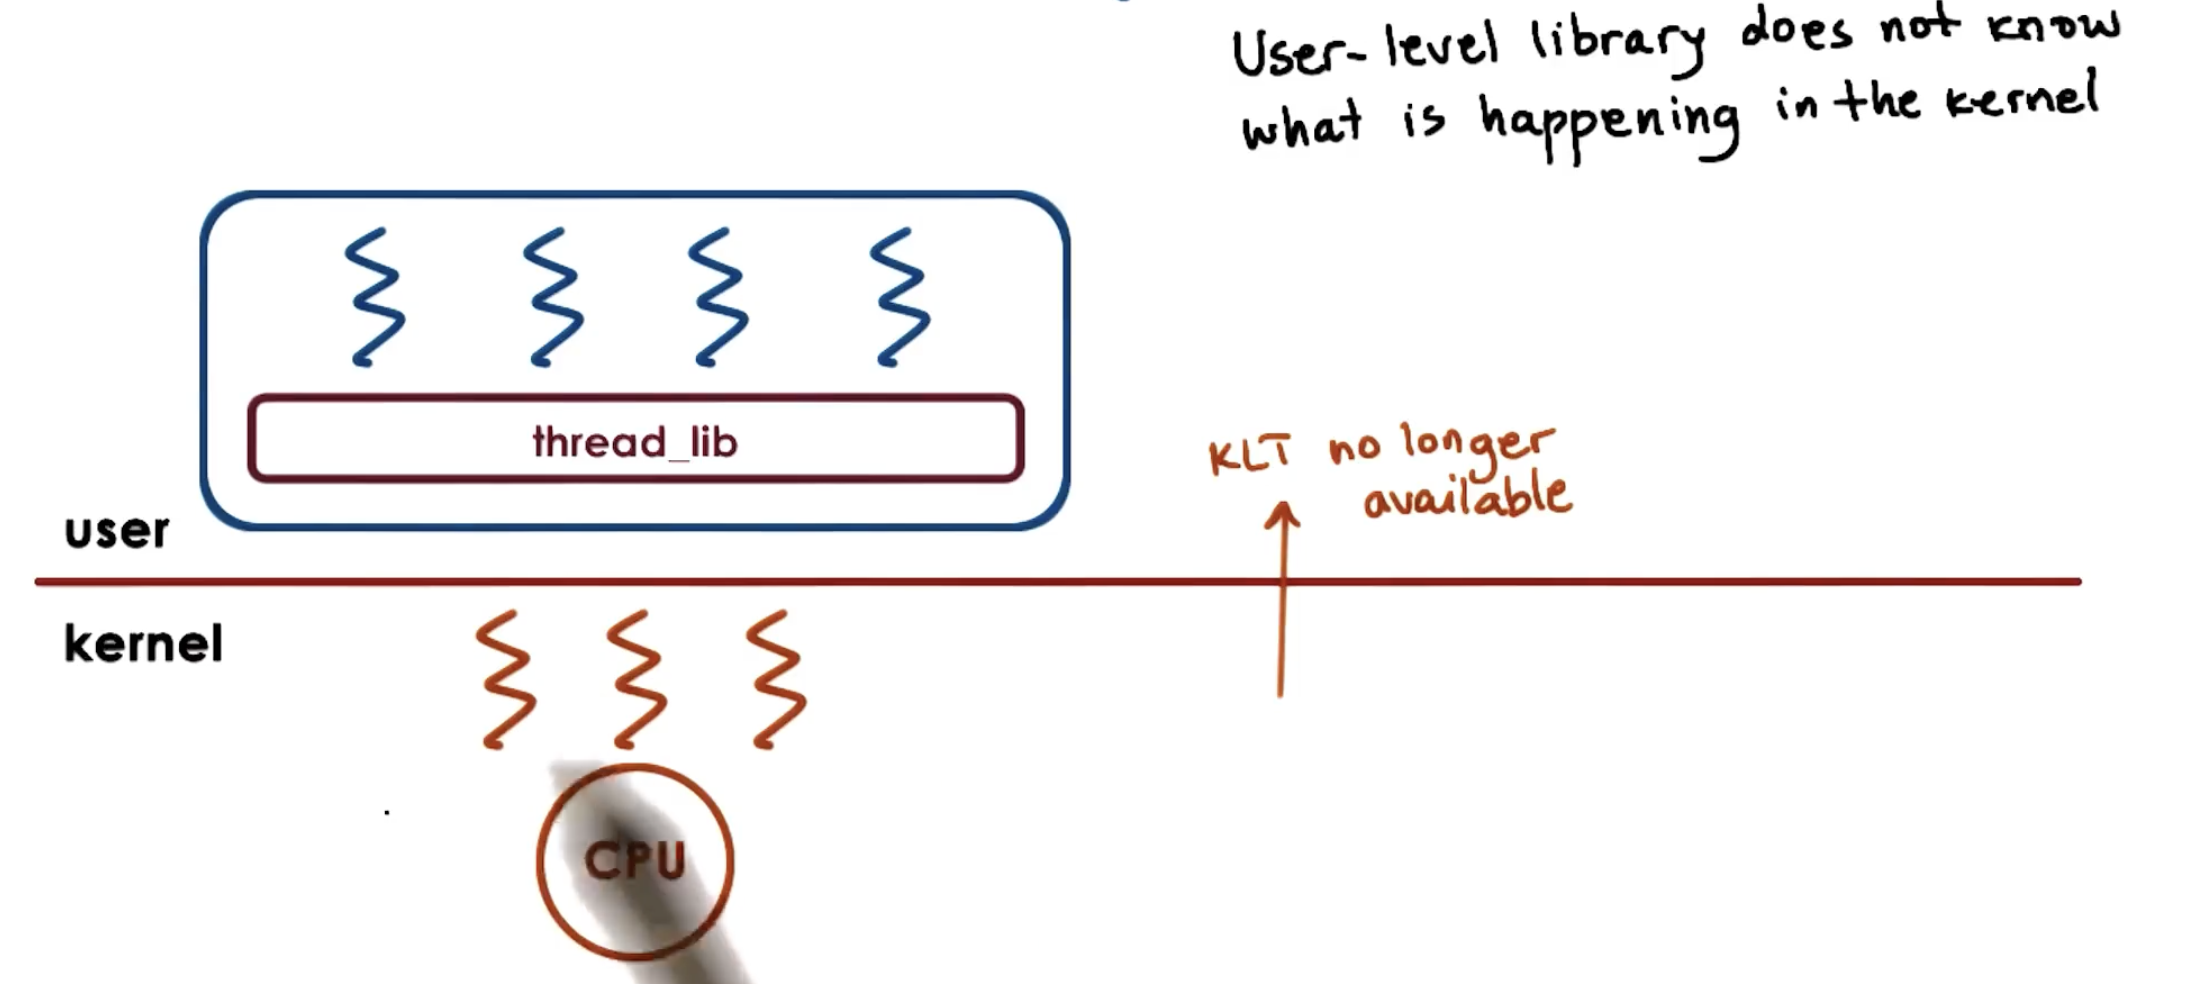 User-level library does not know
what is happening in the kernel
thread_lib
KLT no longer
available
user
kernel
CPU